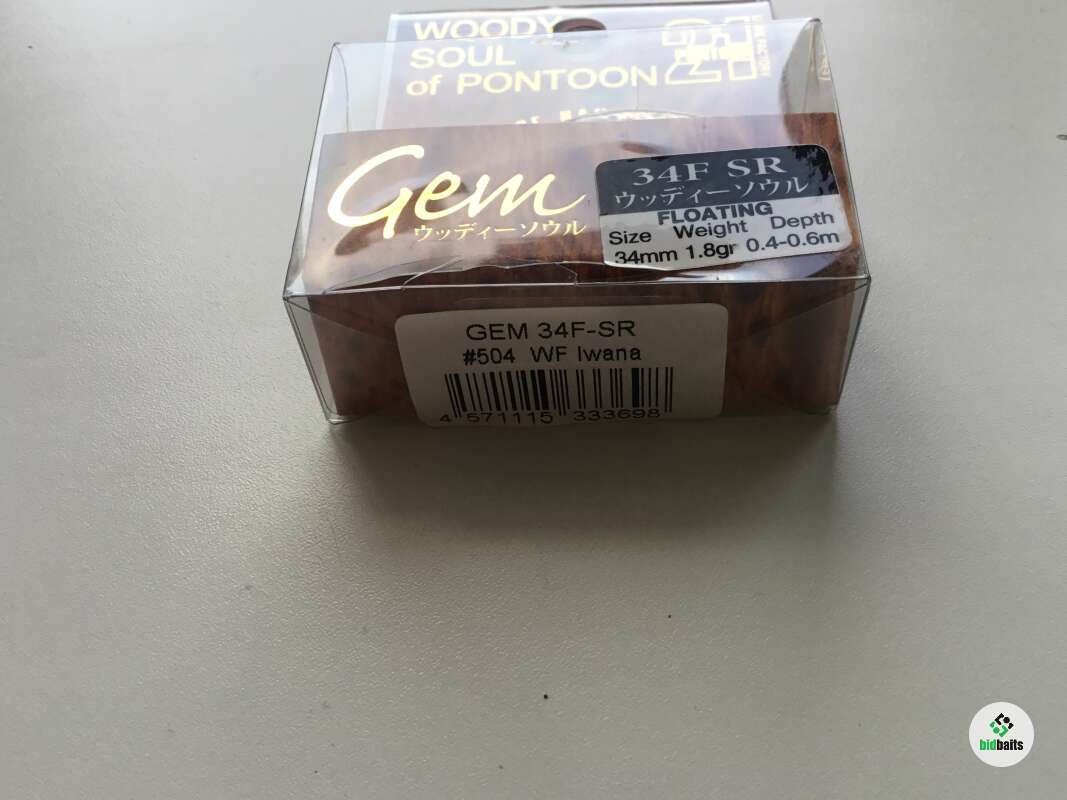 WOODY
SOUL
of PONTOON 21
Gem
ウッディーソウル
34F SR
ウッディーソウル
FLOATING
Size Weight Depth
34mm 1.8gr 0.4-0.6m
GEM 34F-SR
#504 WF Iwana
4 571115 333698
bidbaits